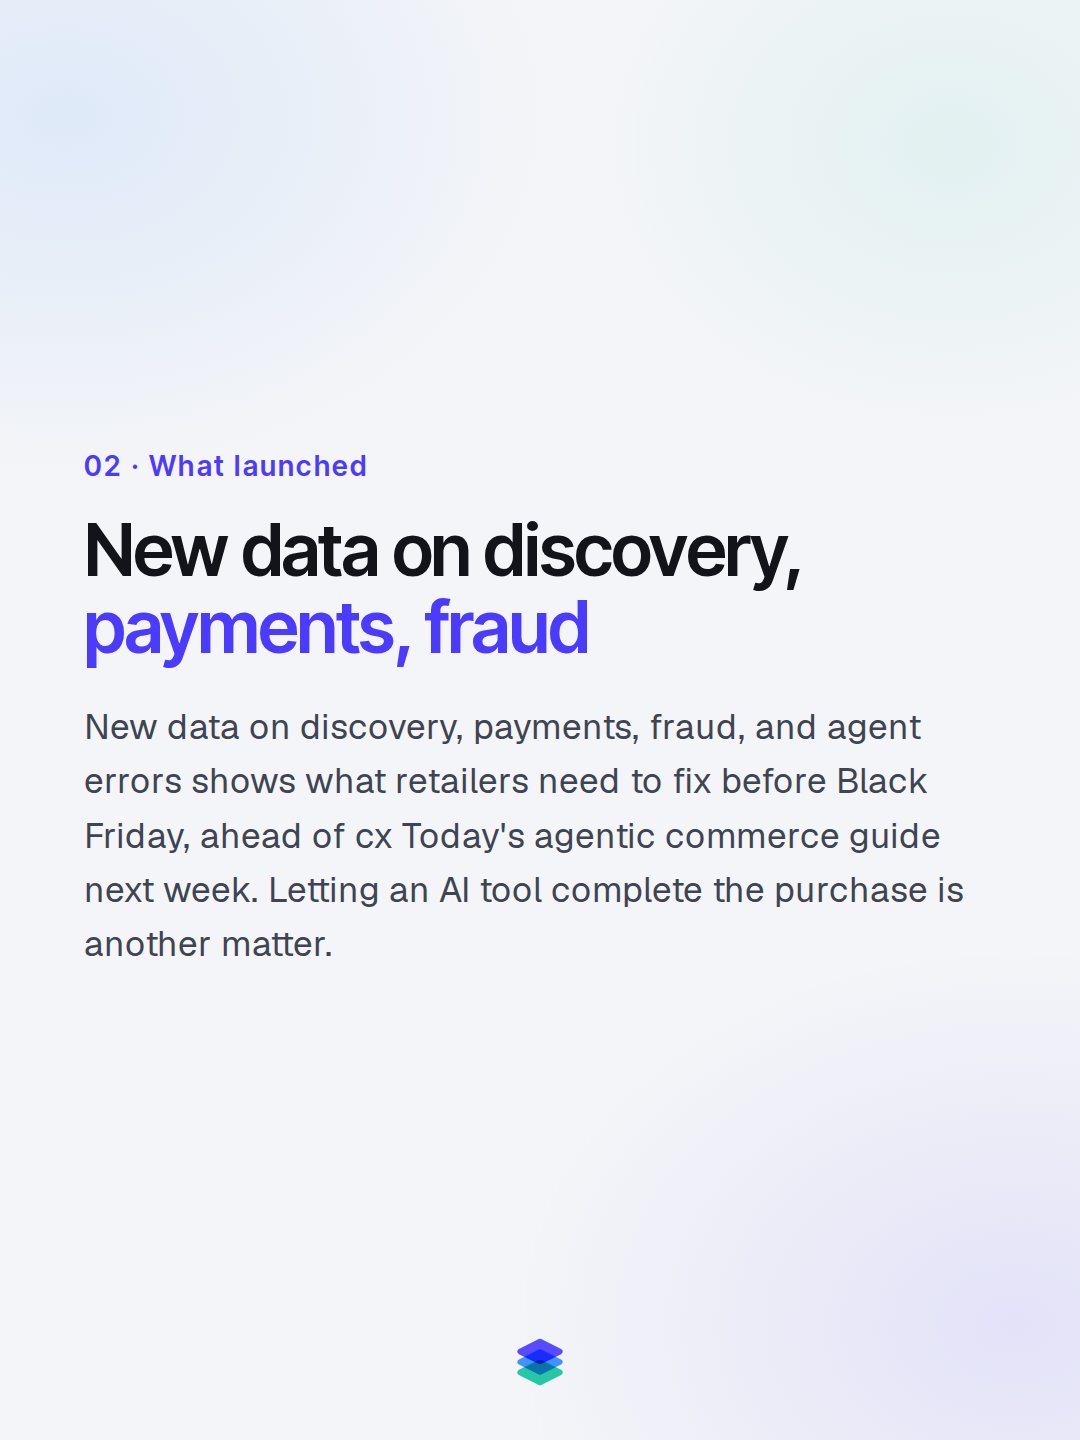 02 · What launched
New data on discovery,
payments, fraud
New data on discovery, payments, fraud, and agent
errors shows what retailers need to fix before Black
Friday, ahead of cx Today's agentic commerce guide
next week. Letting an AI tool complete the purchase is
another matter.